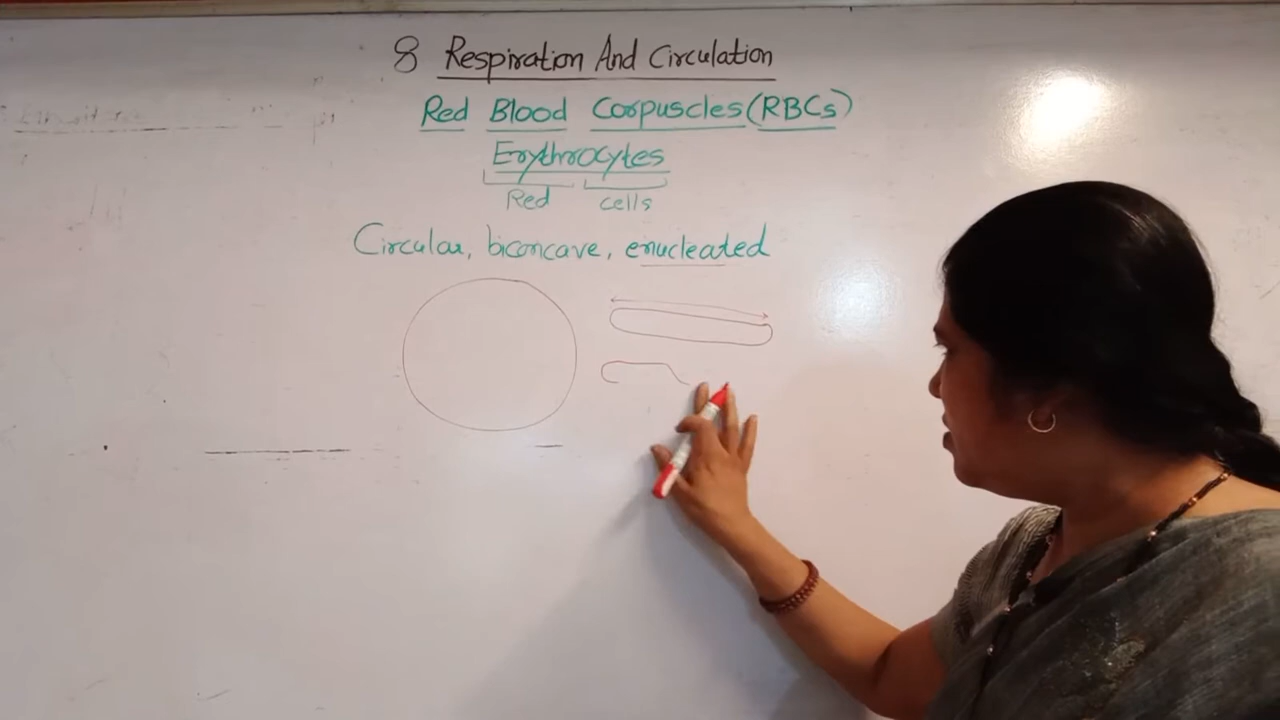 8 Respiration And Circulation
Red Blood Corpuscles (RBCs)
Erythrocytes
Red cells
Circular, biconcave, enucleated